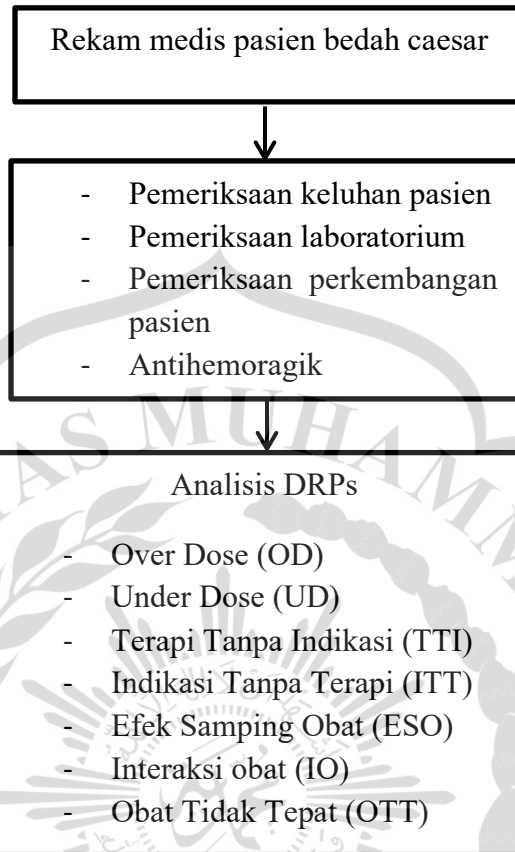 Rekam medis pasien bedah caesar
- Pemeriksaan keluhan pasien
- Pemeriksaan laboratorium
- Pemeriksaan perkembangan
pasien
- Antihemoragik
AS MUHAMM
Analisis DRPs
- Over Dose (OD)
- Under Dose (UD)
- Terapi Tanpa Indikasi (TTI)
- Indikasi Tanpa Terapi (ITT)
- Efek Samping Obat (ESO)
- Interaksi obat (IO)
- Obat Tidak Tepat (OTT)